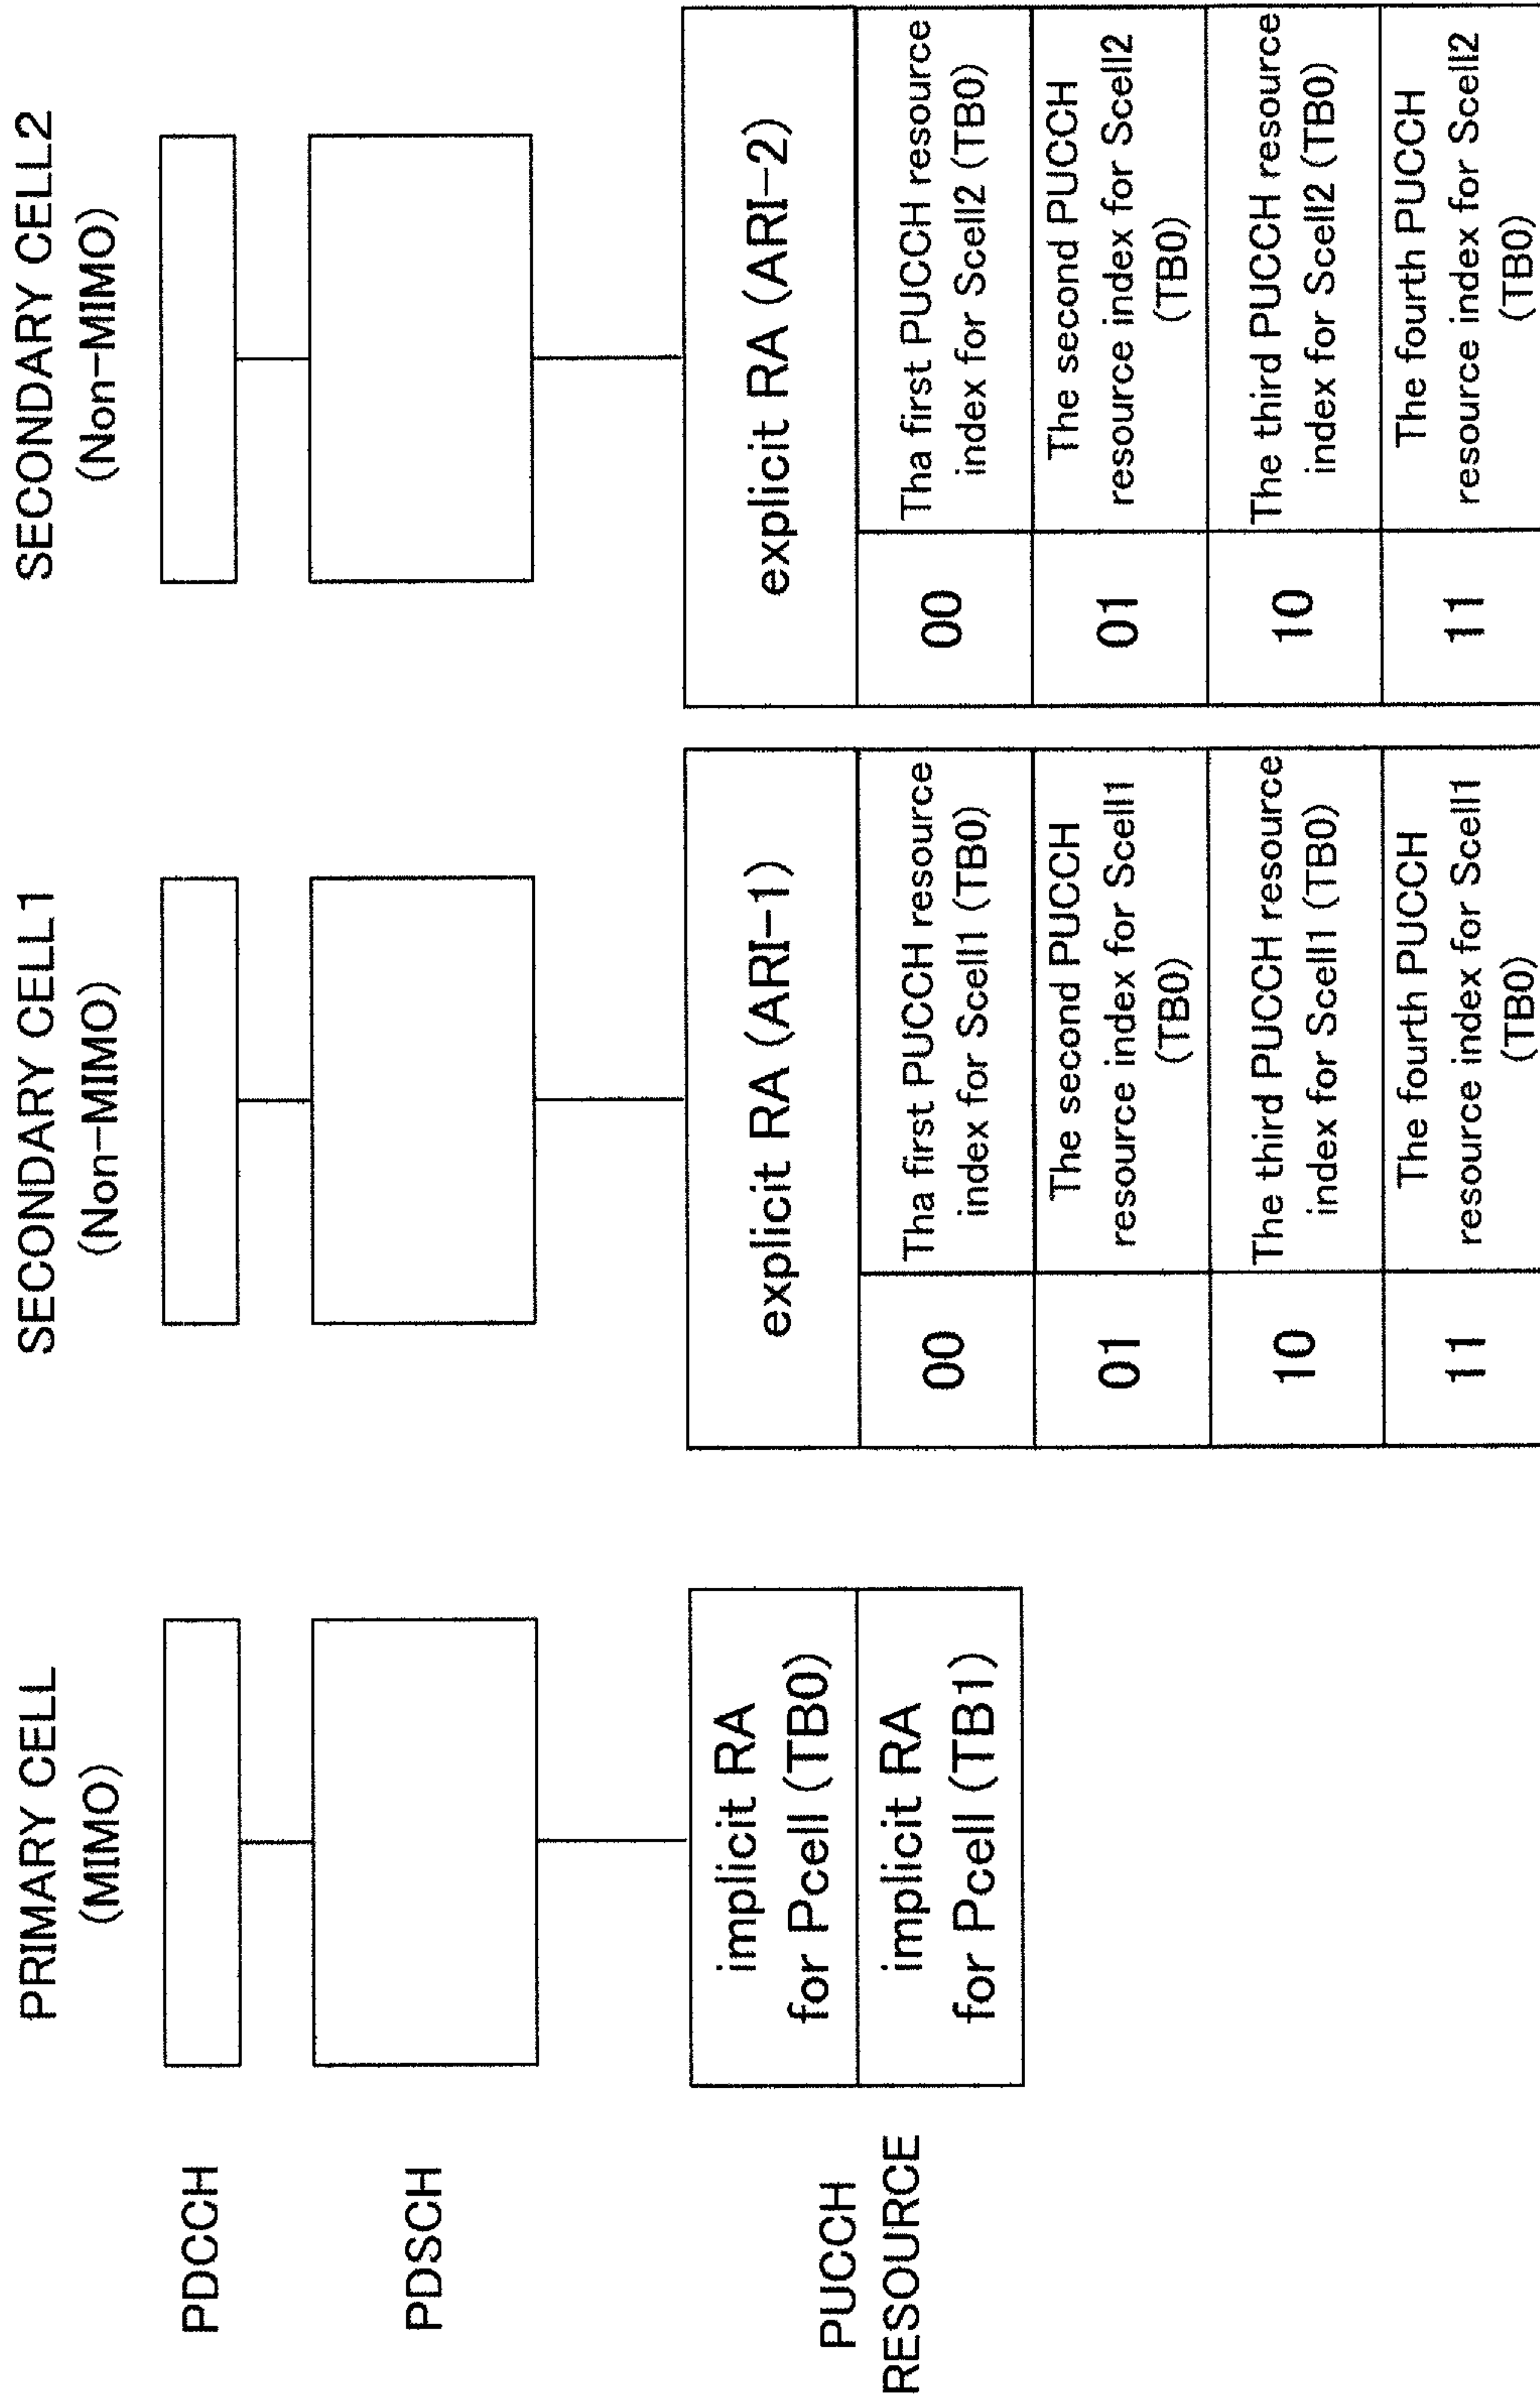 PRIMARY CELL
(MIMO)
SECONDARY CELL1
(Non-MIMO)
SECONDARY CELL2
(Non-MIMO)
PDCCH
PDSCH
PUCCH
RESOURCE
implicit RA
for Pcell (TB0)
implicit RA
for Pcell (TB1)
explicit RA (ARI-1)
00
Tha first PUCCH resource
index for Scell1 (TB0)
01
The second PUCCH
resource index for Scell1
(TB0)
10
The third PUCCH resource
index for Scell1 (TB0)
11
The fourth PUCCH
resource index for Scell1
(TB0)
explicit RA (ARI-2)
00
Tha first PUCCH resource
index for Scell2 (TB0)
01
The second PUCCH
resource index for Scell2
(TB0)
10
The third PUCCH resource
index for Scell2 (TB0)
11
The fourth PUCCH
resource index for Scell2
(TB0)